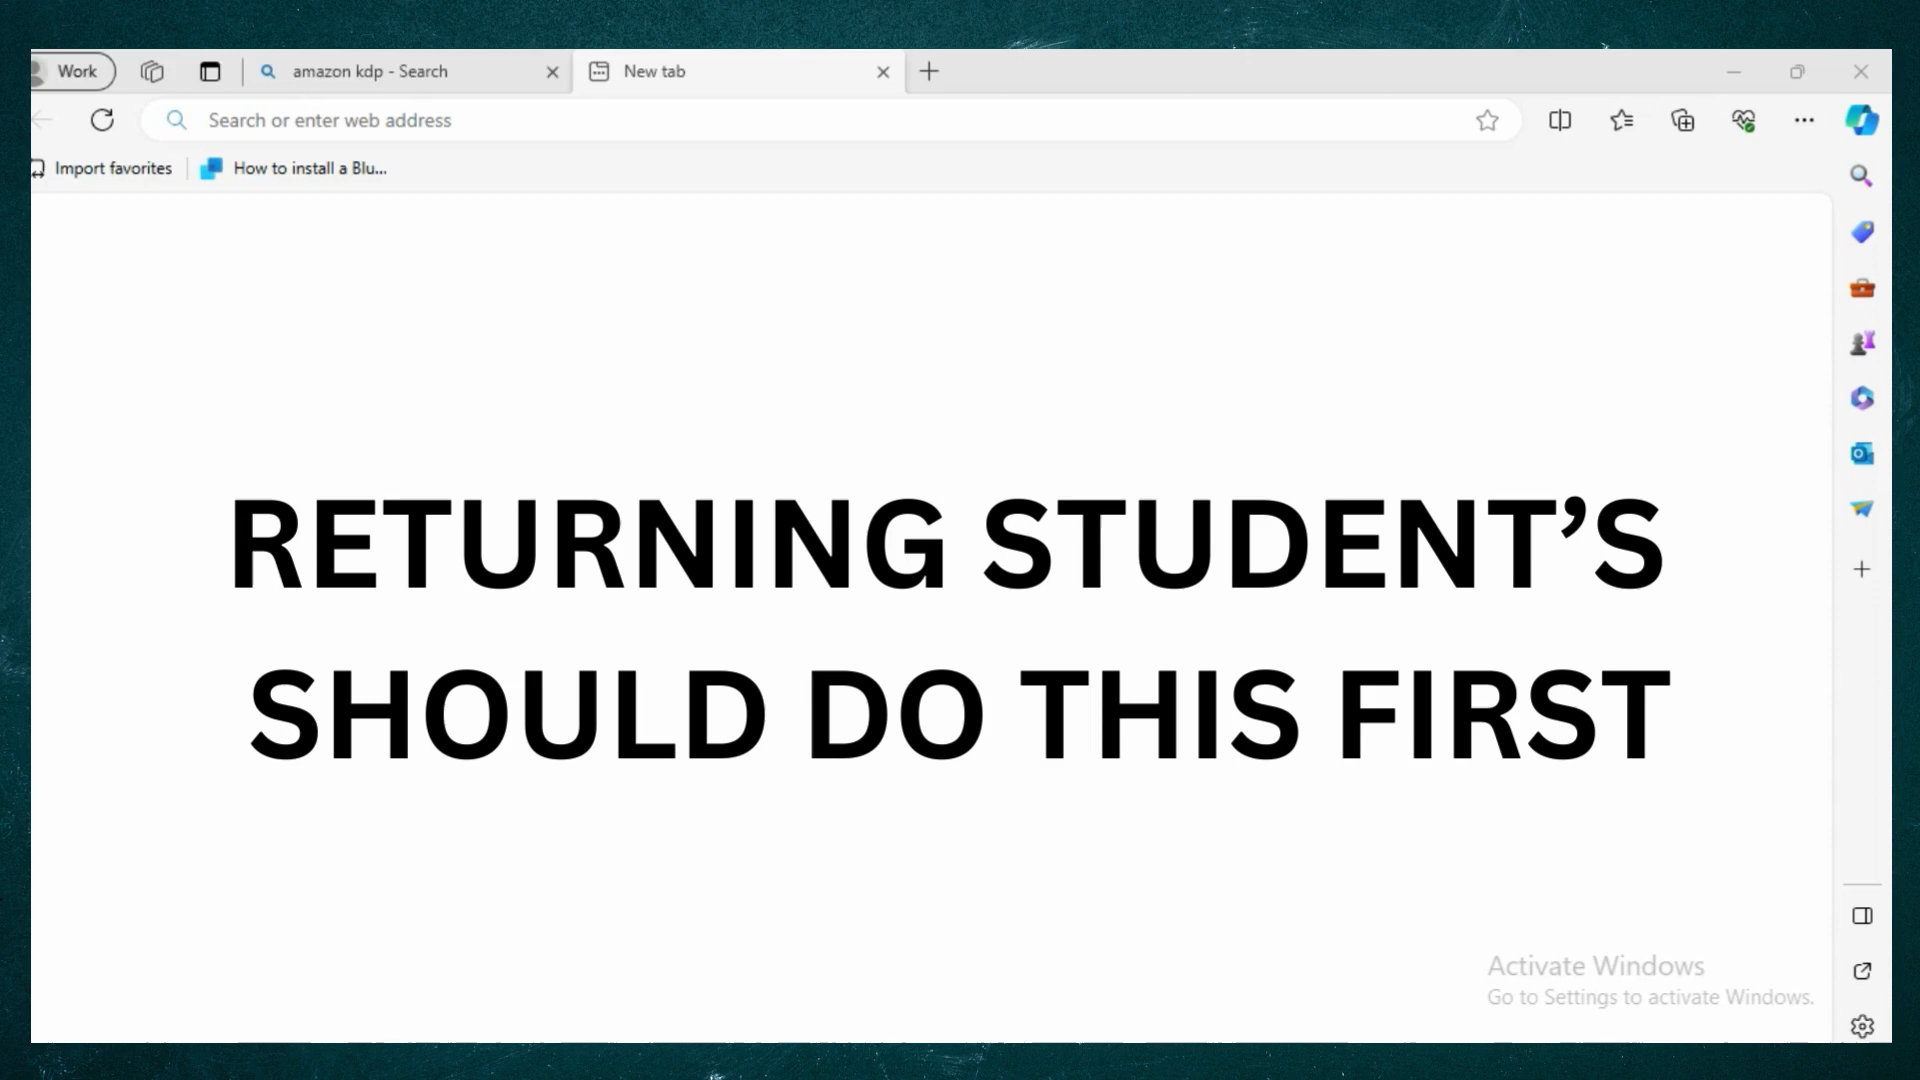 Work
amazon kdp - Search
New tab
Search or enter web address
Import favorites
How to install a Blu...
RETURNING STUDENT’S
SHOULD DO THIS FIRST
Activate Windows
Go to Settings to activate Windows.